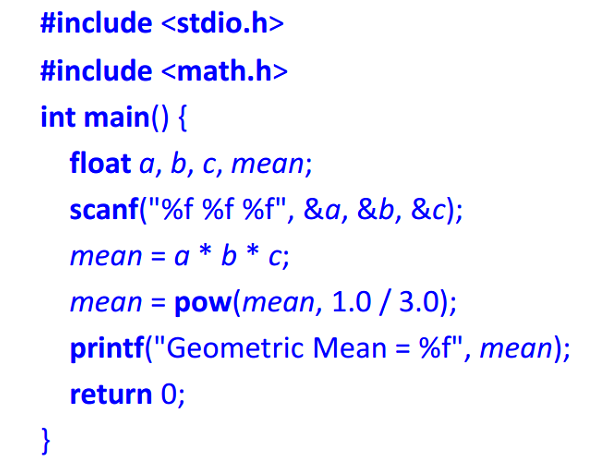 #include <stdio.h>
#include <math.h>
int main() {
float a, b, c, mean;
scanf("%f %f %f", &a, &b, &c);
mean = a * b * c;
mean = pow(mean, 1.0 / 3.0);
printf("Geometric Mean = %f", mean);
return 0;
}